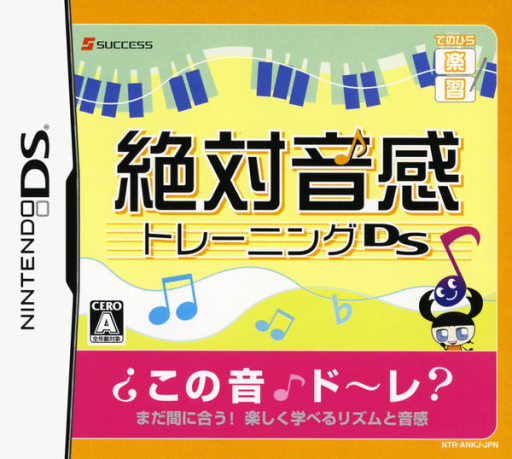 SUCCESS
てのひら
楽
習
NINTENDO DS®
絶対音感
トレーニングDS
♭
CERO
A
全年齢対象
¿この音♪ド〜レ?
まだ間に合う! 楽しく学べるリズムと音感
NTR-ANKJ-JPN